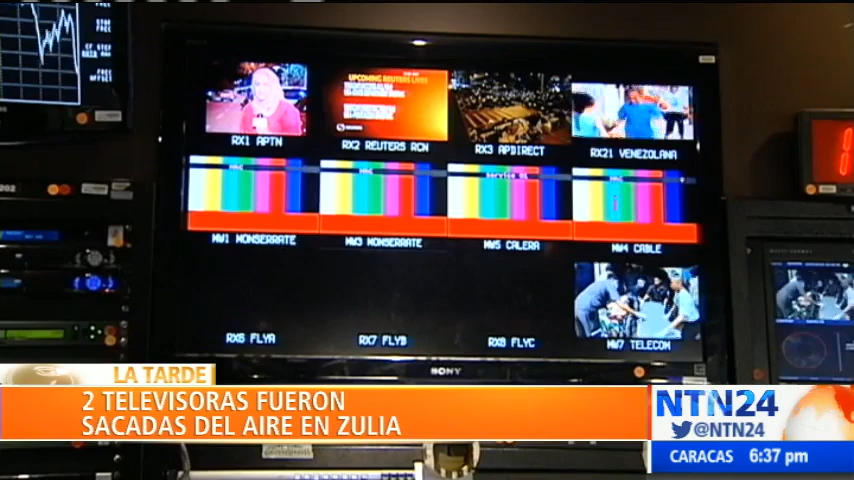 UPCOMING REUTERS LIVES
REUTERS
RX1 APTN
RX2 REUTERS RCN
RX3 APDIRECT
RX21 VENEZOLANA
MW1 MONSERRATE
MW3 MONSERRATE
MW5 CALERA
MW4 CABLE
RX6 FLYA
RX7 FLYB
RX8 FLYC
MW7 TELECOM
SONY
202
LA TARDE
2 TELEVISORAS FUERON
SACADAS DEL AIRE EN ZULIA
NTN24
@NTN24
CARACAS 6:37 pm